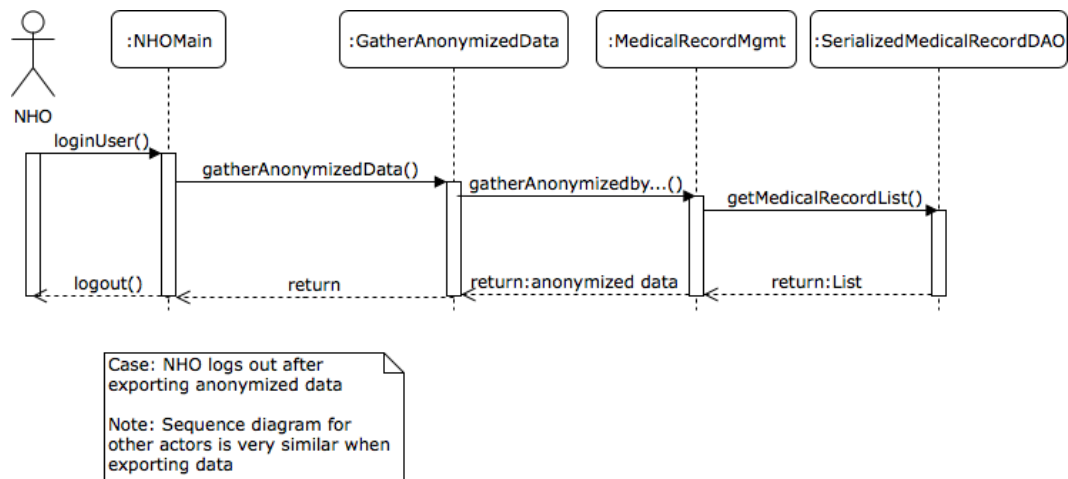 :NHOMain
:GatherAnonymizedData
:MedicalRecordMgmt
:SerializedMedicalRecordDAO
NHO
loginUser()
gatherAnonymizedData()
gatherAnonymizedby...()
getMedicalRecordList()
logout()
return
return:anonymized data
return:List
Case: NHO logs out after
exporting anonymized data
Note: Sequence diagram for
other actors is very similar when
exporting data